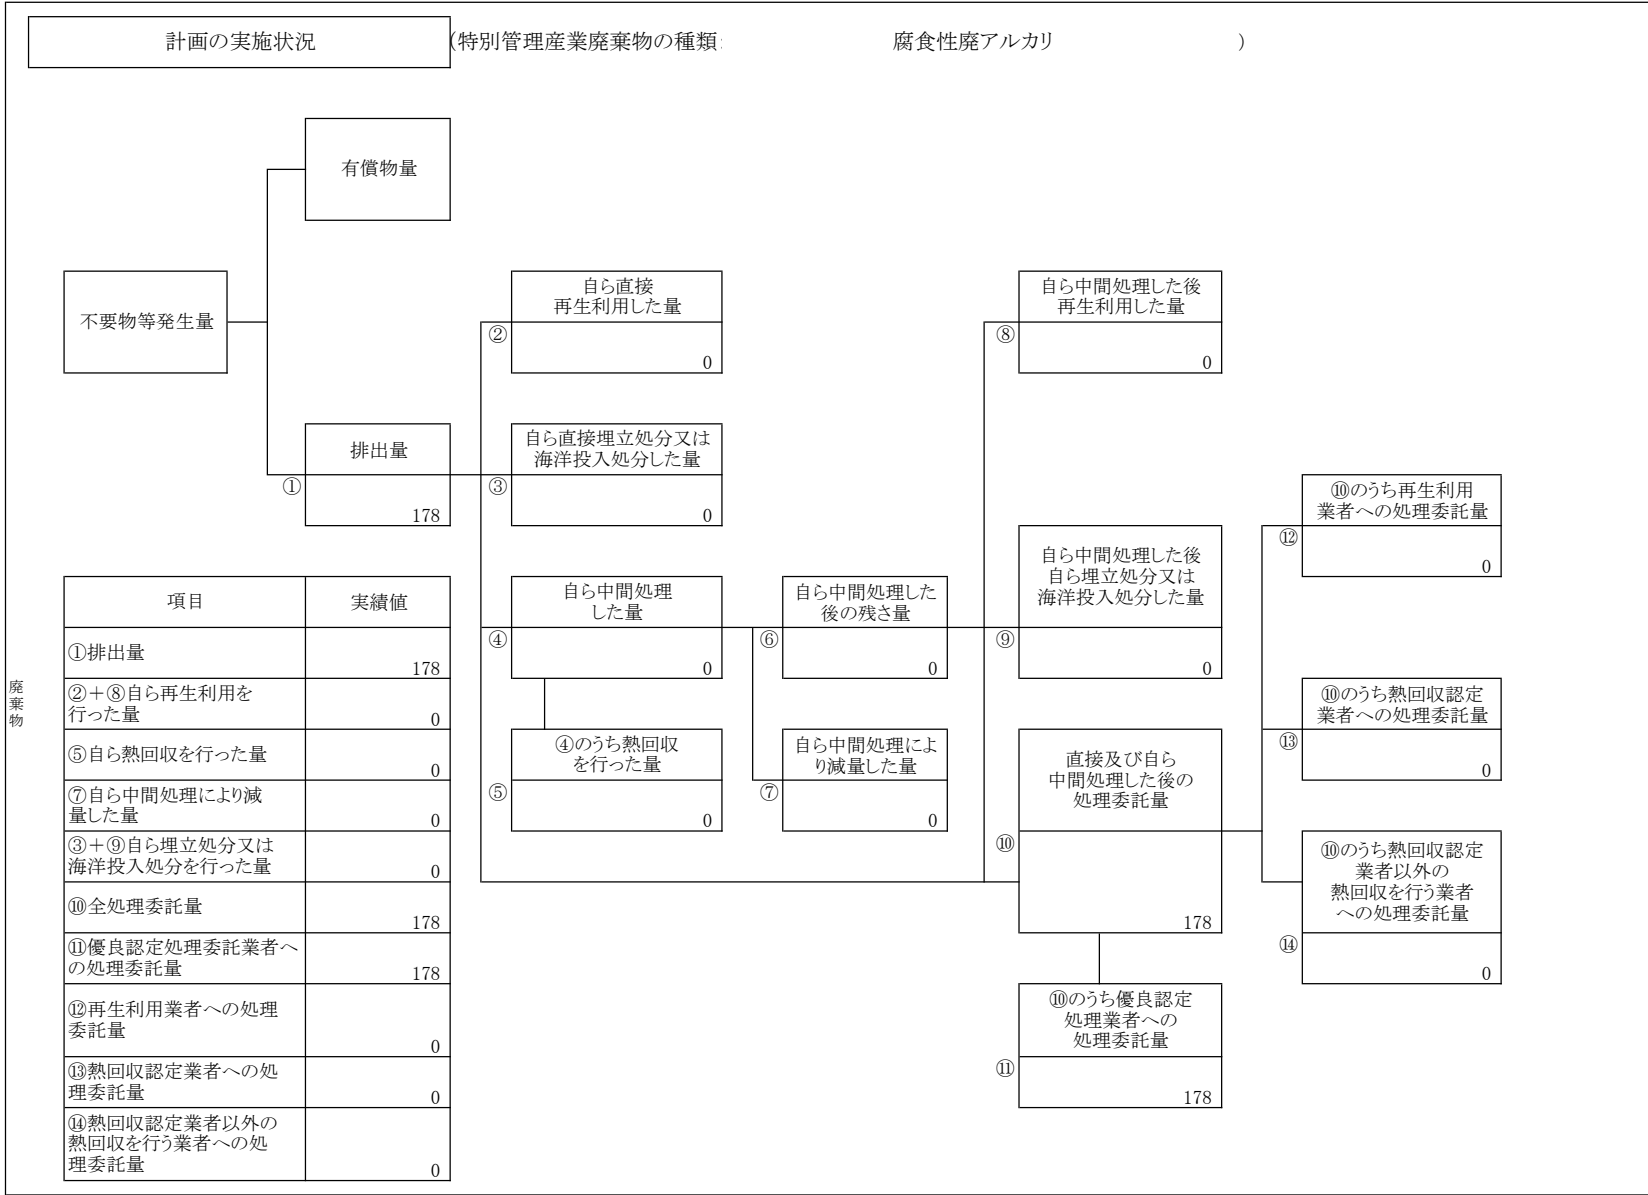 計画の実施状況
(特別管理産業廃棄物の種類: 腐食性廃アルカリ )
有償物量
不要物等発生量
自ら直接
再生利用した量
②
0
自ら中間処理した後
再生利用した量
⑧
0
排出量
①
178
自ら直接埋立処分又は
海洋投入処分した量
③
0
⑩のうち再生利用
業者への処理委託量
⑫
0
自ら中間処理
した量
④
0
自ら中間処理した
後の残さ量
⑥
0
自ら中間処理した後
自ら埋立処分又は
海洋投入処分した量
⑨
0
④のうち熱回収
を行った量
⑤
0
自ら中間処理によ
り減量した量
⑦
0
直接及び自ら
中間処理した後の
処理委託量
⑩
178
⑩のうち熱回収認定
業者への処理委託量
⑬
0
⑩のうち熱回収認定
業者以外の
熱回収を行う業者
への処理委託量
⑭
0
⑩のうち優良認定
処理業者への
処理委託量
⑪
178
項目 実績値
①排出量
178
②+⑧自ら再生利用を
行った量
0
⑤自ら熱回収を行った量
0
⑦自ら中間処理により減
量した量
0
③+⑨自ら埋立処分又は
海洋投入処分を行った量
0
⑩全処理委託量
178
⑪優良認定処理委託業者へ
の処理委託量
178
⑫再生利用業者への処理
委託量
0
⑬熱回収認定業者への処
理委託量
0
⑭熱回収認定業者以外の
熱回収を行う業者への処
理委託量
0
廃棄物